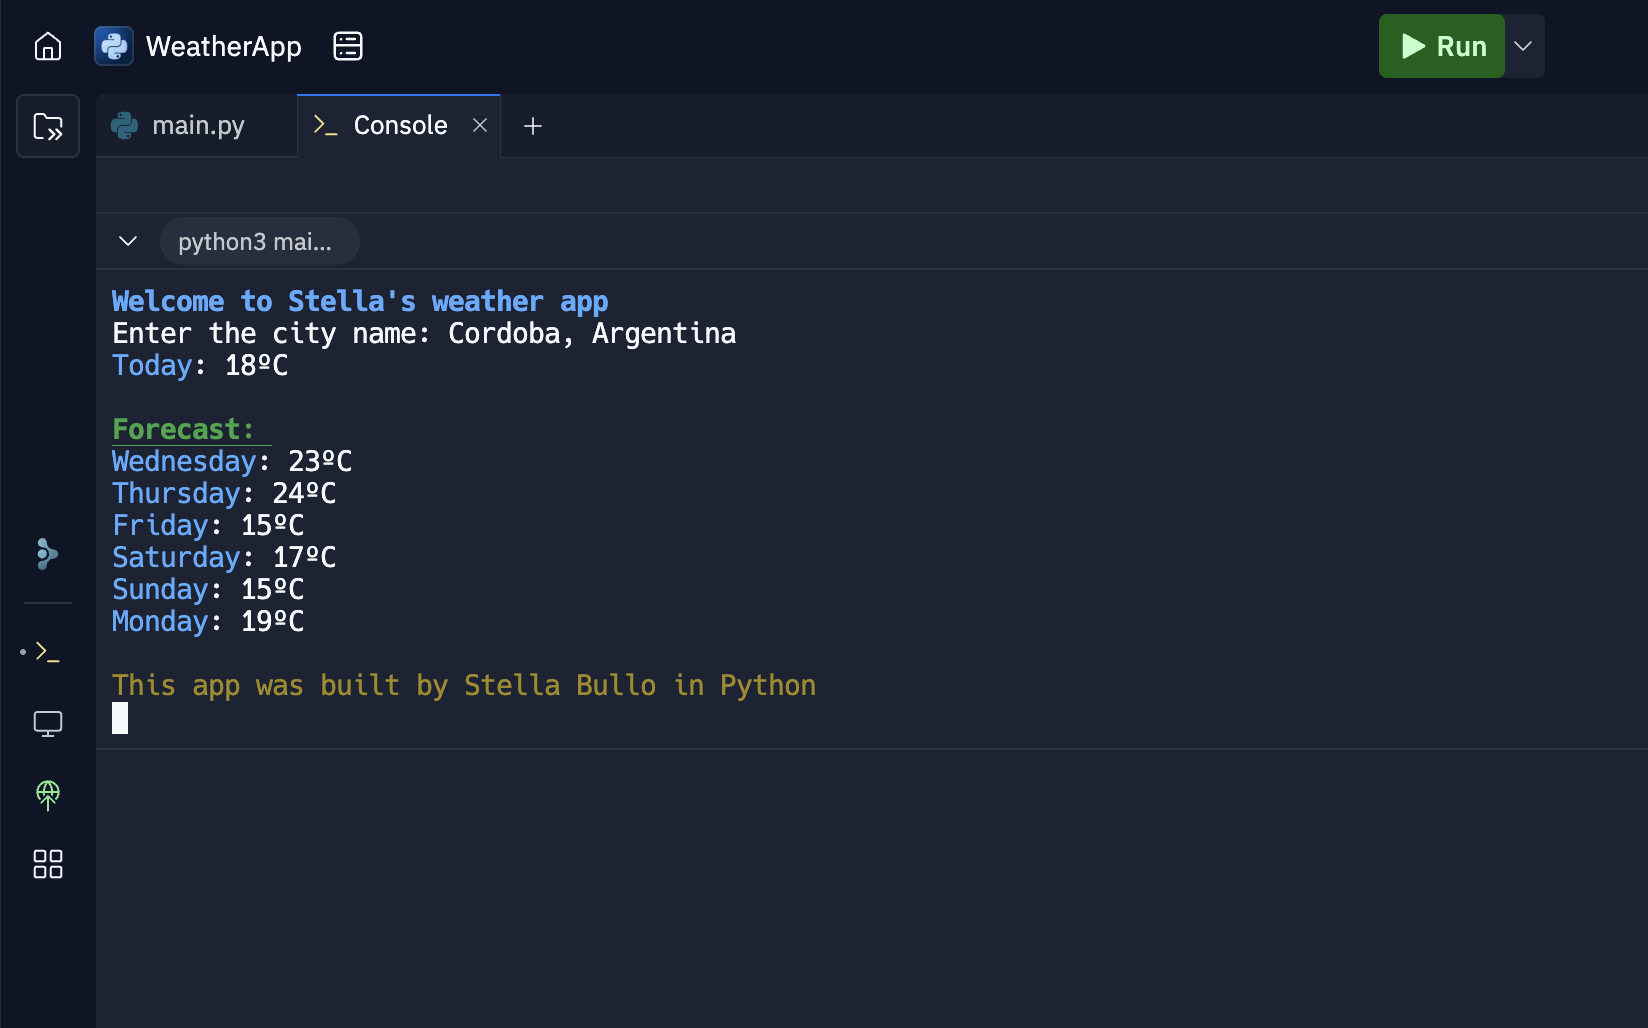 WeatherApp
Run
main.py
Console
python3 mai...
Welcome to Stella's weather app
Enter the city name: Cordoba, Argentina
Today: 18ºC
Forecast:
Wednesday: 23ºC
Thursday: 24ºC
Friday: 15ºC
Saturday: 17ºC
Sunday: 15ºC
Monday: 19ºC
This app was built by Stella Bullo in Python